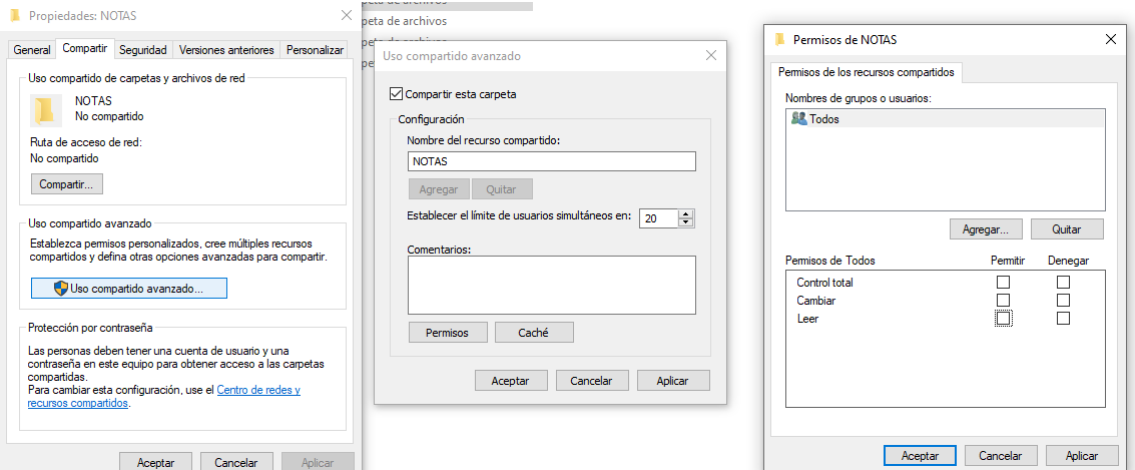 Propiedades: NOTAS
General Compartir Seguridad Versiones anteriores Personalizar
Uso compartido de carpetas y archivos de red
NOTAS
No compartido
Ruta de acceso de red:
No compartido
Compartir...
Uso compartido avanzado
Establezca permisos personalizados, cree múltiples recursos
compartidos y defina otras opciones avanzadas para compartir.
Uso compartido avanzado...
Protección por contraseña
Las personas deben tener una cuenta de usuario y una
contraseña en este equipo para obtener acceso a las carpetas
compartidas.
Para cambiar esta configuración, use el Centro de redes y
recursos compartidos.
Aceptar Cancelar Aplicar
peta de archivos
Uso compartido avanzado
Compartir esta carpeta
Configuración
Nombre del recurso compartido:
NOTAS
Agregar Quitar
Establecer el límite de usuarios simultáneos en: 20
Comentarios:
Permisos Caché
Aceptar Cancelar Aplicar
Permisos de NOTAS
Permisos de los recursos compartidos
Nombres de grupos o usuarios:
Todos
Agregar... Quitar
Permisos de Todos Permitir Denegar
Control total
Cambiar
Leer
Aceptar Cancelar Aplicar